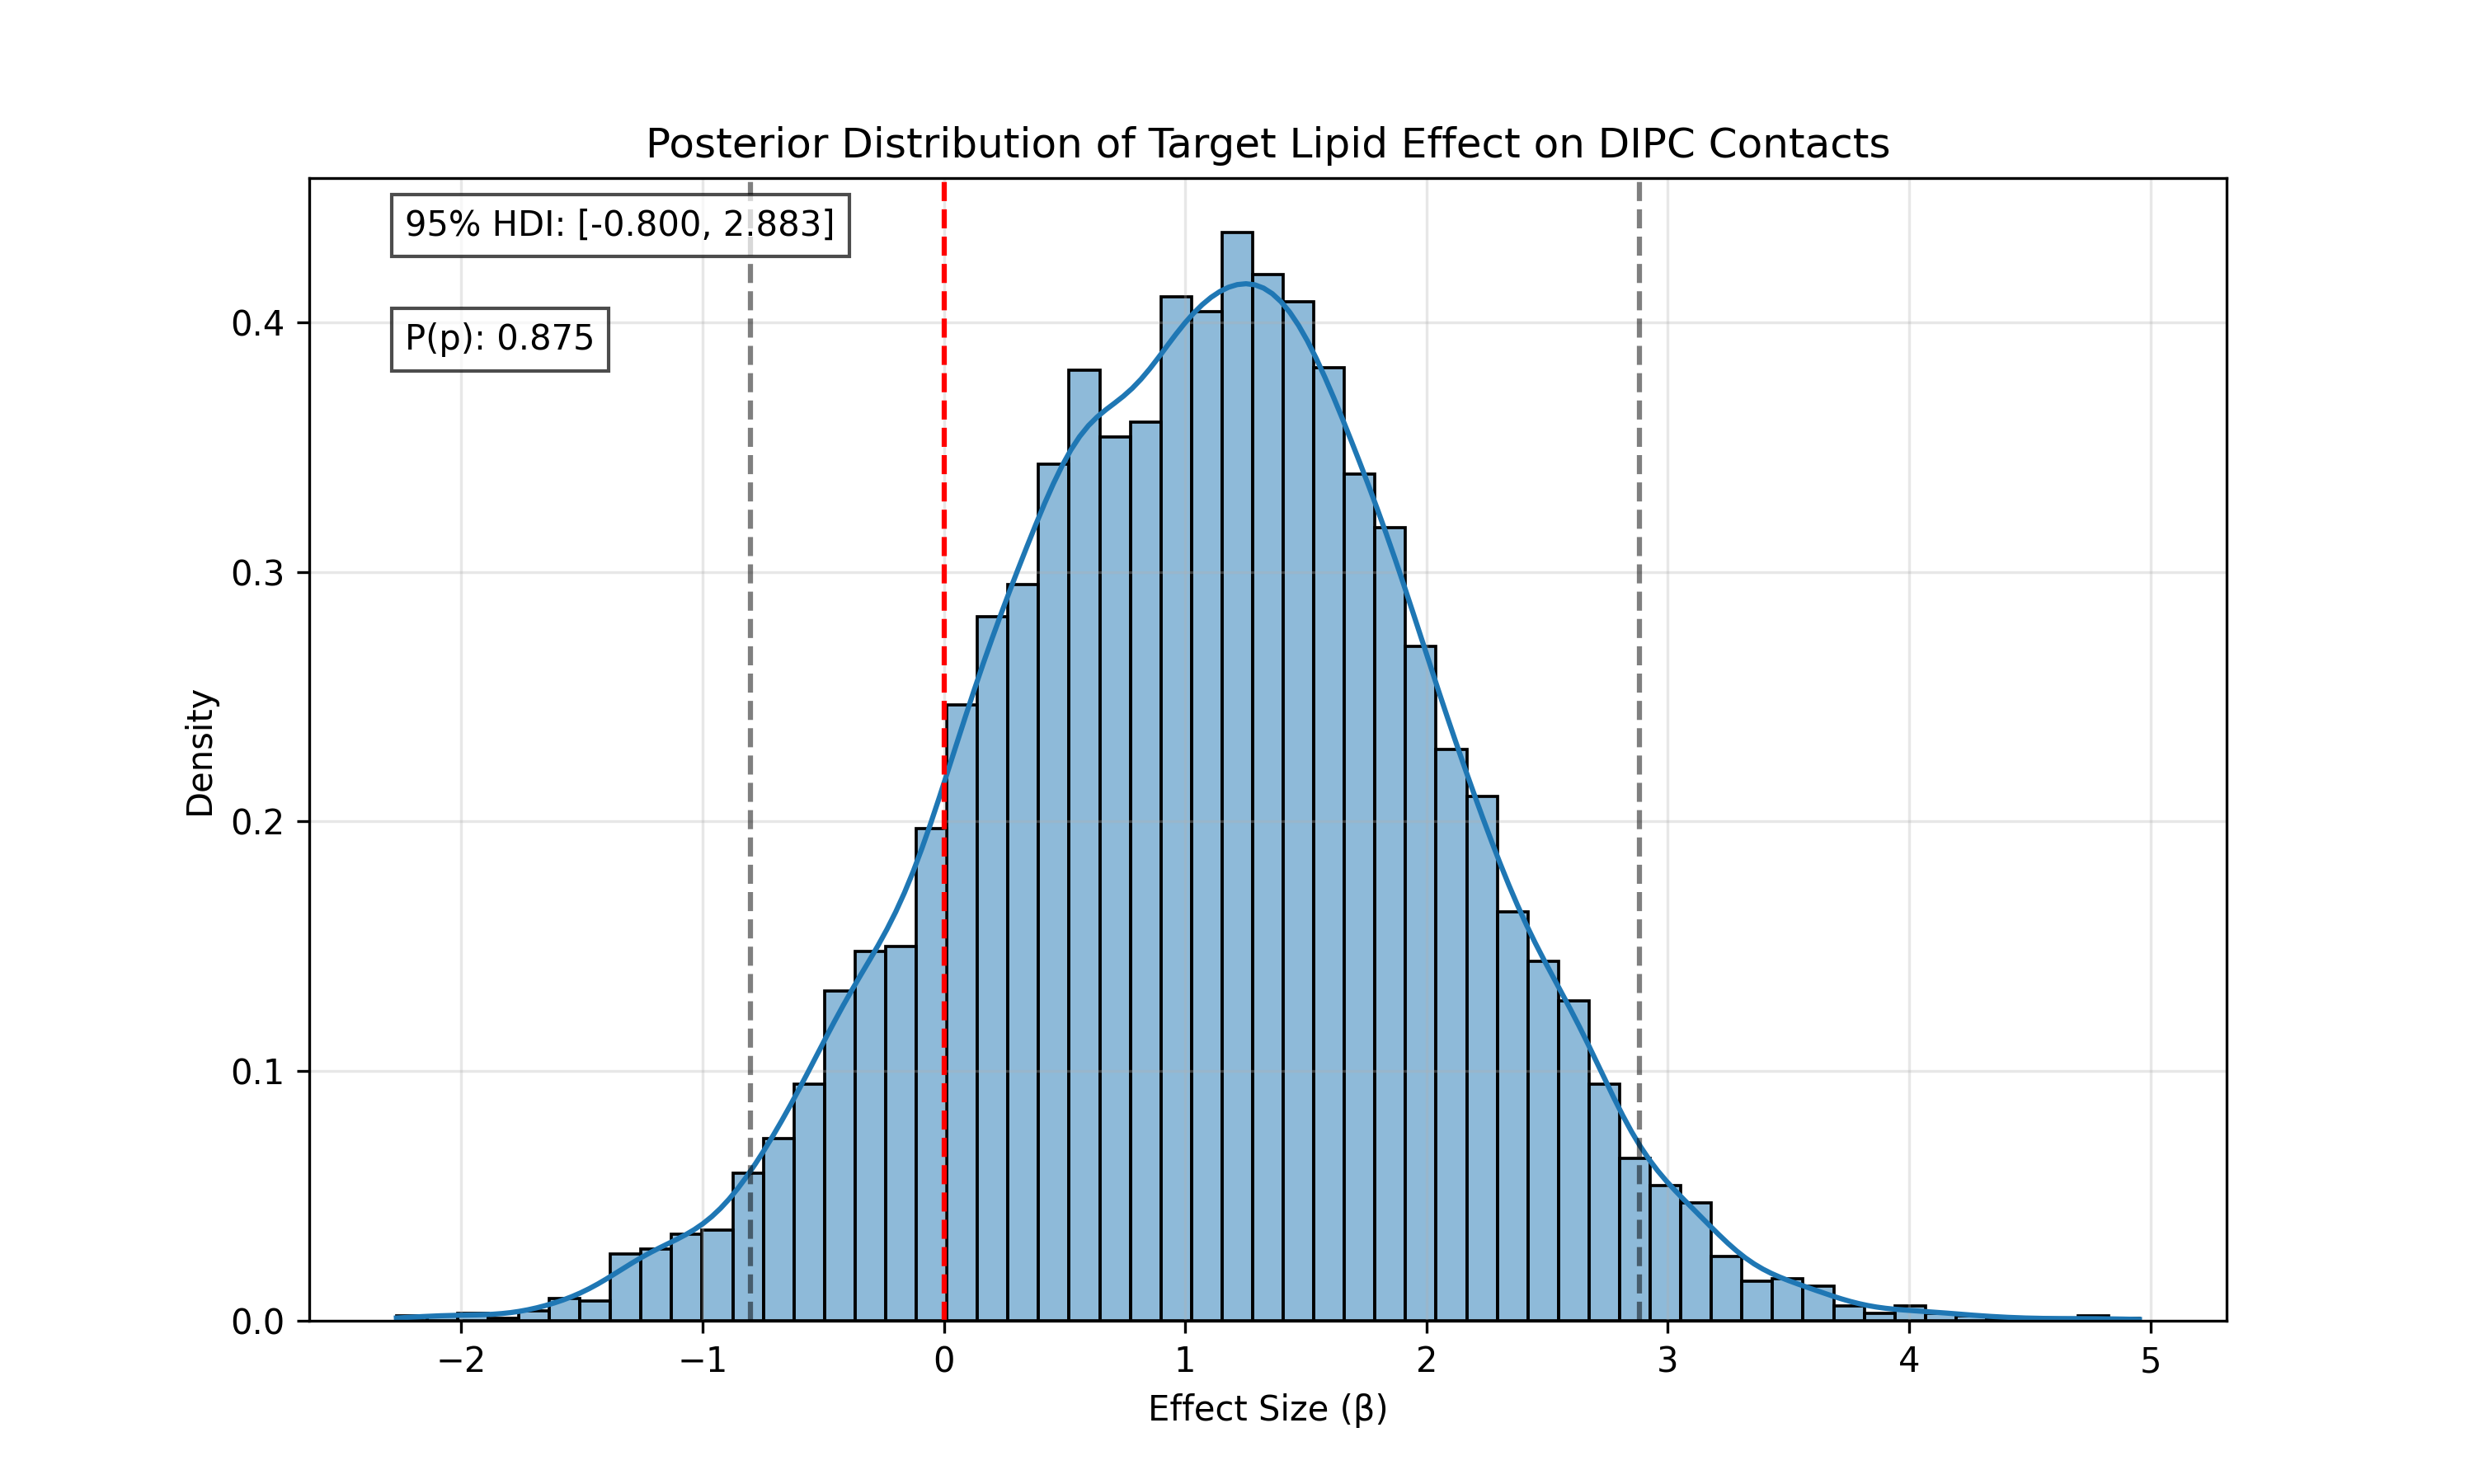 Posterior Distribution of Target Lipid Effect on DIPC Contacts
95% HDI: [-0.800, 2.883]
P(p): 0.875
0.4
0.3
0.2
0.1
0.0
Density
−2 −1 0 1 2 3 4 5
Effect Size (β)